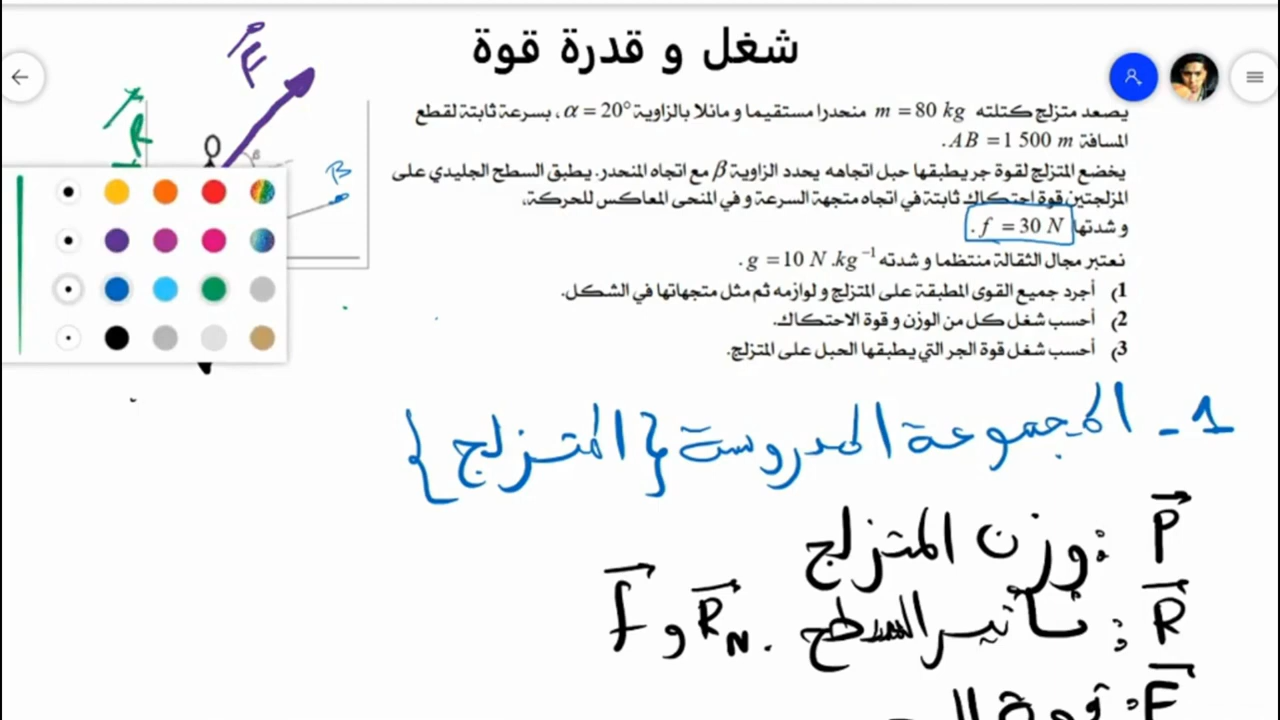 شغل و قدرة قوة
F
R
β
B
يصعد متزلج كتلته m = 80 kg منحدرا مستقيما و مائلا بالزاوية α = 20°، بسرعة ثابتة لقطع
المسافة AB = 1 500 m.
يخضع المتزلج لقوة جر يطبقها حبل اتجاهه يحدد الزاوية β مع اتجاه المنحدر. يطبق السطح الجليدي على
المزلجتين قوة احتكاك ثابتة في اتجاه متجهة السرعة و في المنحى المعاكس للحركة،
و شدتها f = 30 N.
نعتبر مجال الثقالة منتظما و شدته g = 10 N.kg⁻¹.
1) أجرد جميع القوى المطبقة على المتزلج و لوازمه ثم مثل متجهاتها في الشكل.
2) أحسب شغل كل من الوزن و قوة الاحتكاك.
3) أحسب شغل قوة الجر التي يطبقها الحبل على المتزلج.
1- المجموعة المدروسة {المتزلج}
P⃗ : وزن المتزلج
R⃗ : تأثير السطح . R⃗N و f⃗
F⃗ : قوة